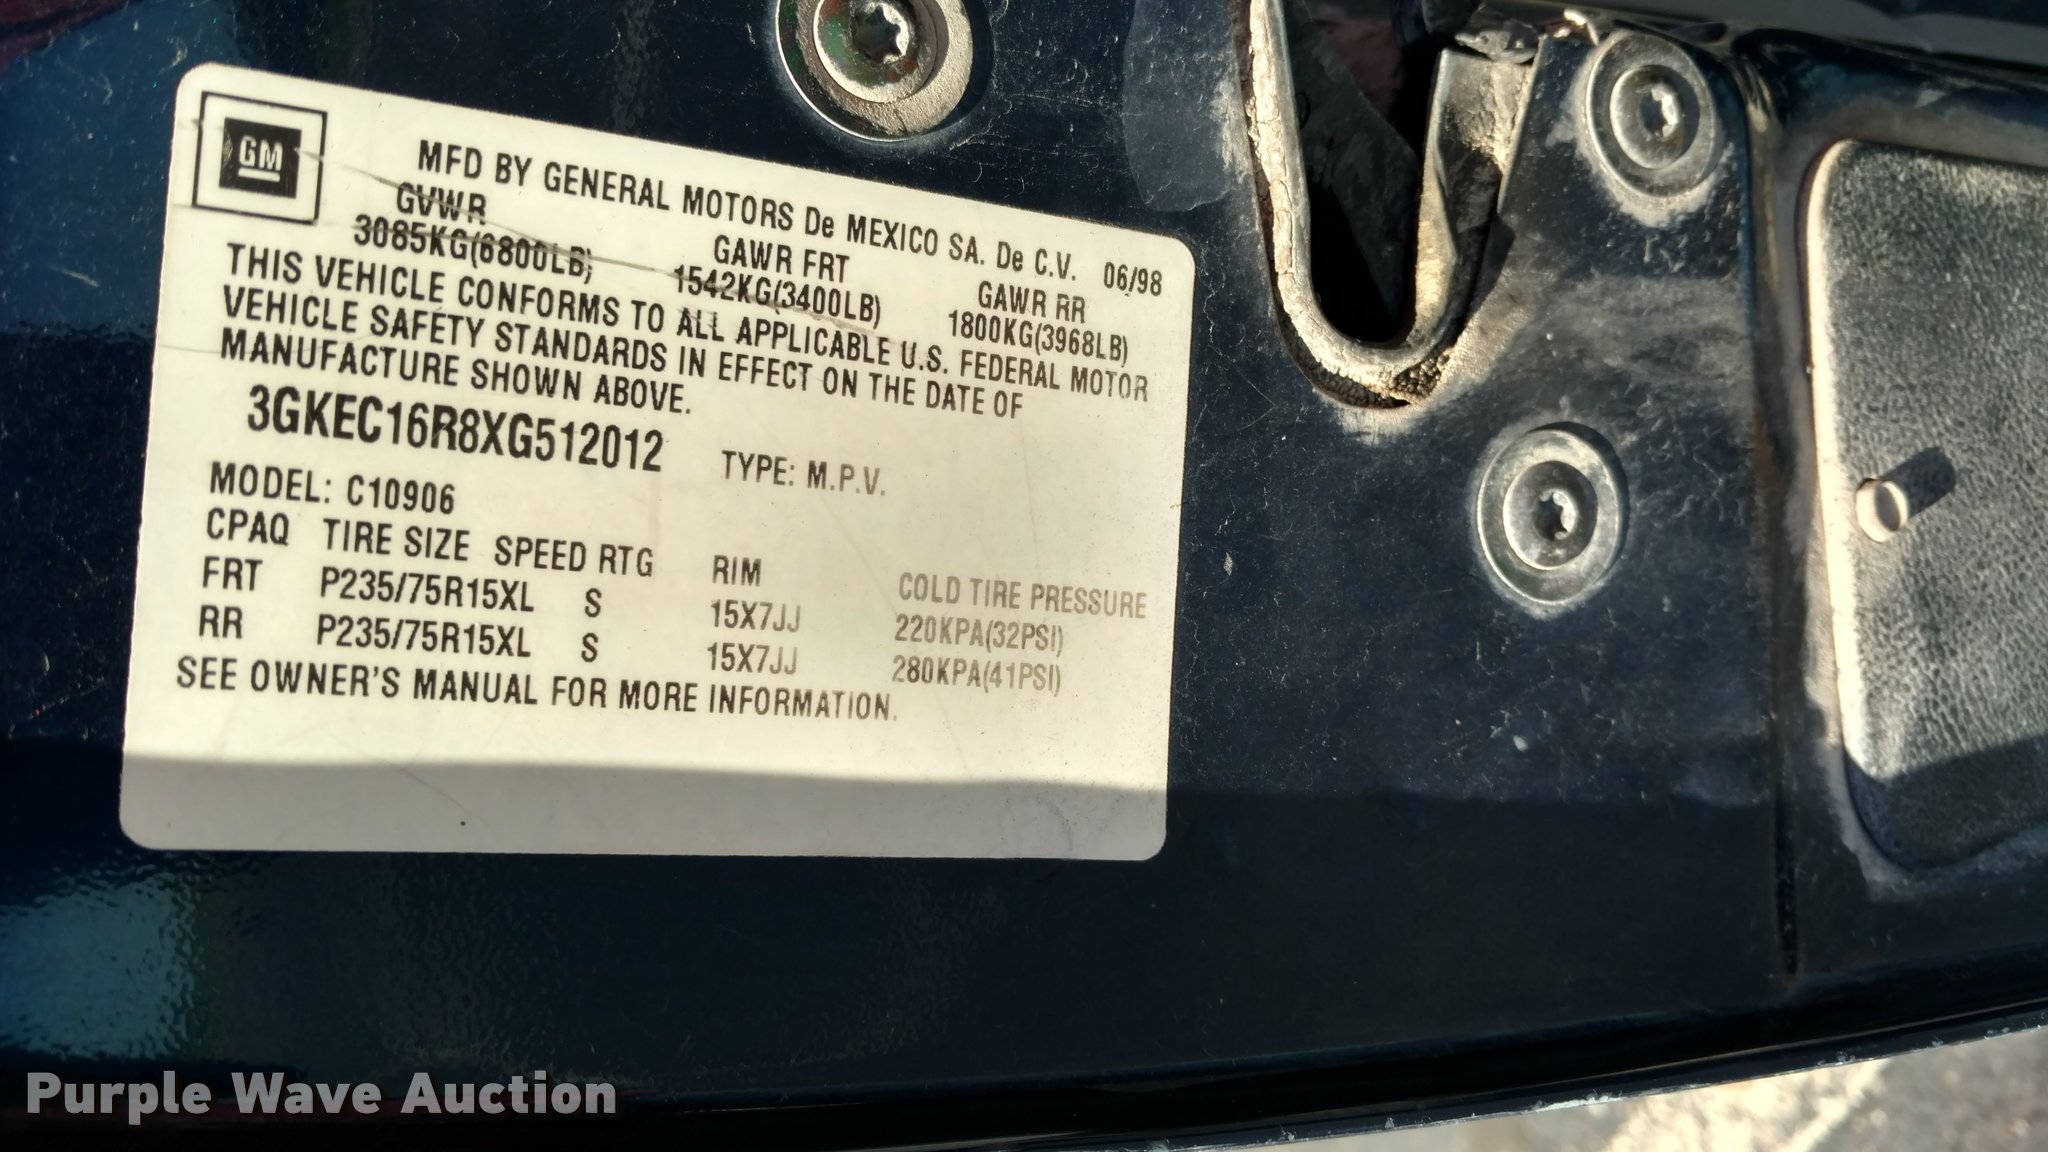 GM
MFD BY GENERAL MOTORS De MEXICO SA. De C.V. 06/98
GVWR GAWR FRT GAWR RR
3085KG(6800LB) 1542KG(3400LB) 1800KG(3968LB)
THIS VEHICLE CONFORMS TO ALL APPLICABLE U.S. FEDERAL MOTOR
VEHICLE SAFETY STANDARDS IN EFFECT ON THE DATE OF
MANUFACTURE SHOWN ABOVE.
3GKEC16R8XG512012 TYPE: M.P.V.
MODEL: C10906
CPAQ TIRE SIZE SPEED RTG RIM COLD TIRE PRESSURE
FRT P235/75R15XL S 15X7JJ 220KPA(32PSI)
RR P235/75R15XL S 15X7JJ 280KPA(41PSI)
SEE OWNER'S MANUAL FOR MORE INFORMATION.
Purple Wave Auction